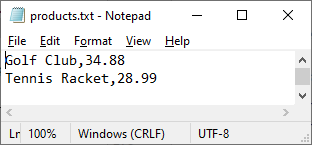 products.txt - Notepad
File Edit Format View Help
Golf Club,34.88
Tennis Racket,28.99
Ln 100% Windows (CRLF) UTF-8